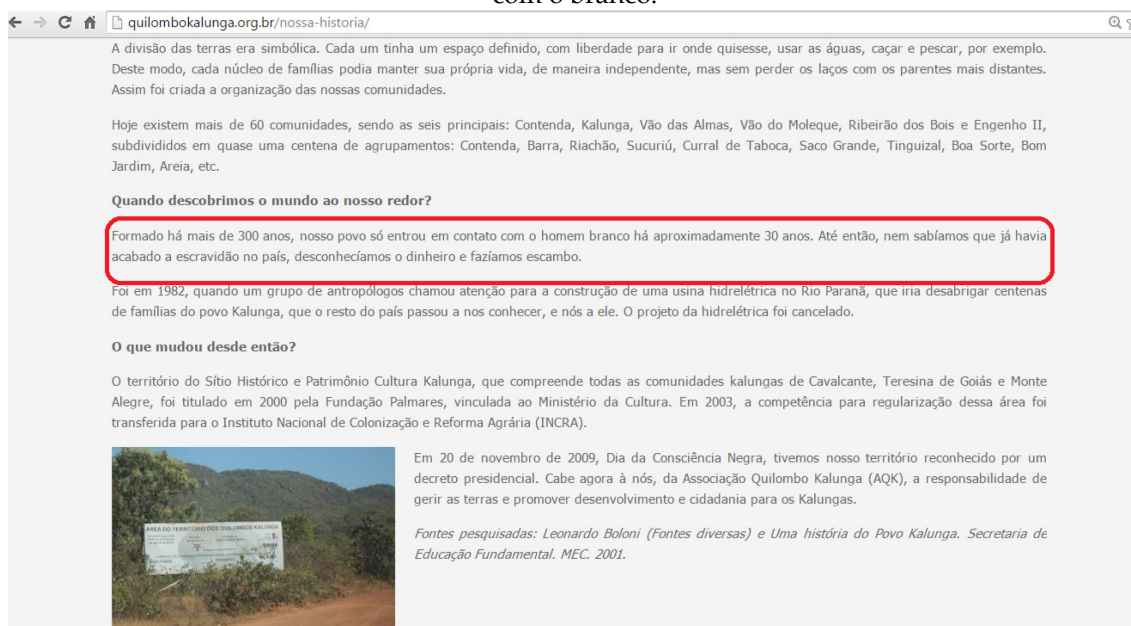 com o branco.
quilombokalunga.org.br/nossa-historia/
A divisão das terras era simbólica. Cada um tinha um espaço definido, com liberdade para ir onde quisesse, usar as águas, caçar e pescar, por exemplo.
Deste modo, cada núcleo de famílias podia manter sua própria vida, de maneira independente, mas sem perder os laços com os parentes mais distantes.
Assim foi criada a organização das nossas comunidades.
Hoje existem mais de 60 comunidades, sendo as seis principais: Contenda, Kalunga, Vão das Almas, Vão do Moleque, Ribeirão dos Bois e Engenho II,
subdivididos em quase uma centena de agrupamentos: Contenda, Barra, Riachão, Sucuriú, Curral de Taboca, Saco Grande, Tinguizal, Boa Sorte, Bom
Jardim, Areia, etc.
Quando descobrimos o mundo ao nosso redor?
Formado há mais de 300 anos, nosso povo só entrou em contato com o homem branco há aproximadamente 30 anos. Até então, nem sabíamos que já havia
acabado a escravidão no país, desconhecíamos o dinheiro e fazíamos escambo.
Foi em 1982, quando um grupo de antropólogos chamou atenção para a construção de uma usina hidrelétrica no Rio Paranã, que iria desabrigar centenas
de famílias do povo Kalunga, que o resto do país passou a nos conhecer, e nós a ele. O projeto da hidrelétrica foi cancelado.
O que mudou desde então?
O território do Sítio Histórico e Patrimônio Cultura Kalunga, que compreende todas as comunidades kalungas de Cavalcante, Teresina de Goiás e Monte
Alegre, foi titulado em 2000 pela Fundação Palmares, vinculada ao Ministério da Cultura. Em 2003, a competência para regularização dessa área foi
transferida para o Instituto Nacional de Colonização e Reforma Agrária (INCRA).
Em 20 de novembro de 2009, Dia da Consciência Negra, tivemos nosso território reconhecido por um
decreto presidencial. Cabe agora à nós, da Associação Quilombo Kalunga (AQK), a responsabilidade de
gerir as terras e promover desenvolvimento e cidadania para os Kalungas.
Fontes pesquisadas: Leonardo Boloni (Fontes diversas) e Uma história do Povo Kalunga. Secretaria de
Educação Fundamental. MEC. 2001.
ÁREA DO TERRITÓRIO DOS QUILOMBOS KALUNGA